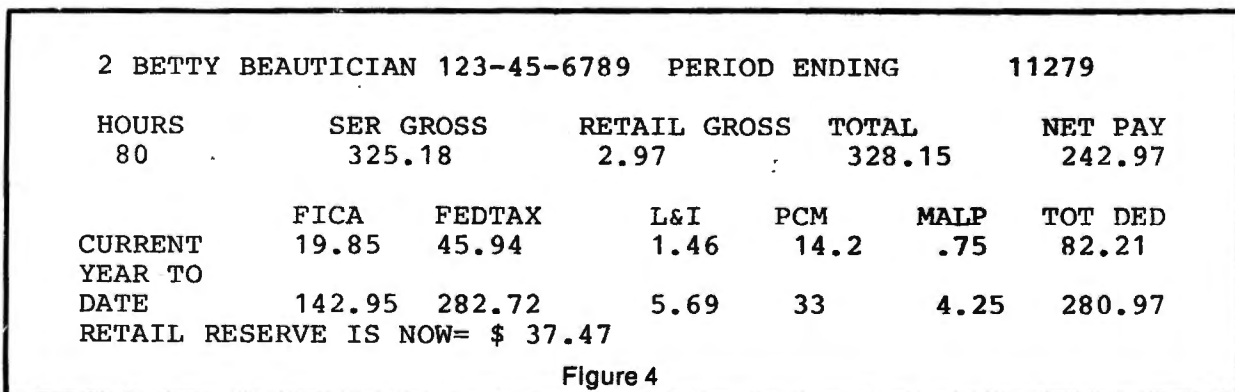 2 BETTY BEAUTICIAN 123-45-6789 PERIOD ENDING 11279
HOURS SER GROSS RETAIL GROSS TOTAL NET PAY
80 325.18 2.97 328.15 242.97
FICA FEDTAX L&I PCM MALP TOT DED
CURRENT 19.85 45.94 1.46 14.2 .75 82.21
YEAR TO
DATE 142.95 282.72 5.69 33 4.25 280.97
RETAIL RESERVE IS NOW= $ 37.47
Figure 4